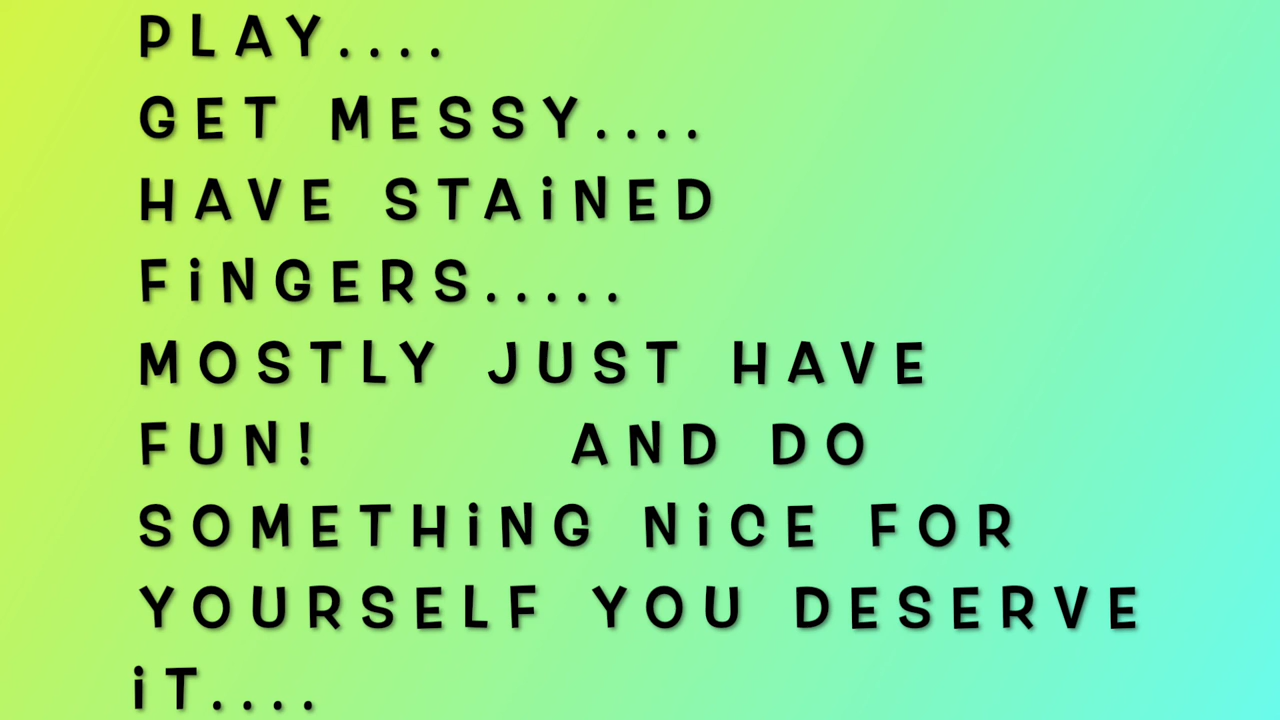 PLAY....
GET MESSY....
HAVE STAiNED
FiNGERS.....
MOSTLY JUST HAVE
FUN! AND DO
SOMETHiNG NiCE FOR
YOURSELF YOU DESERVE
iT....